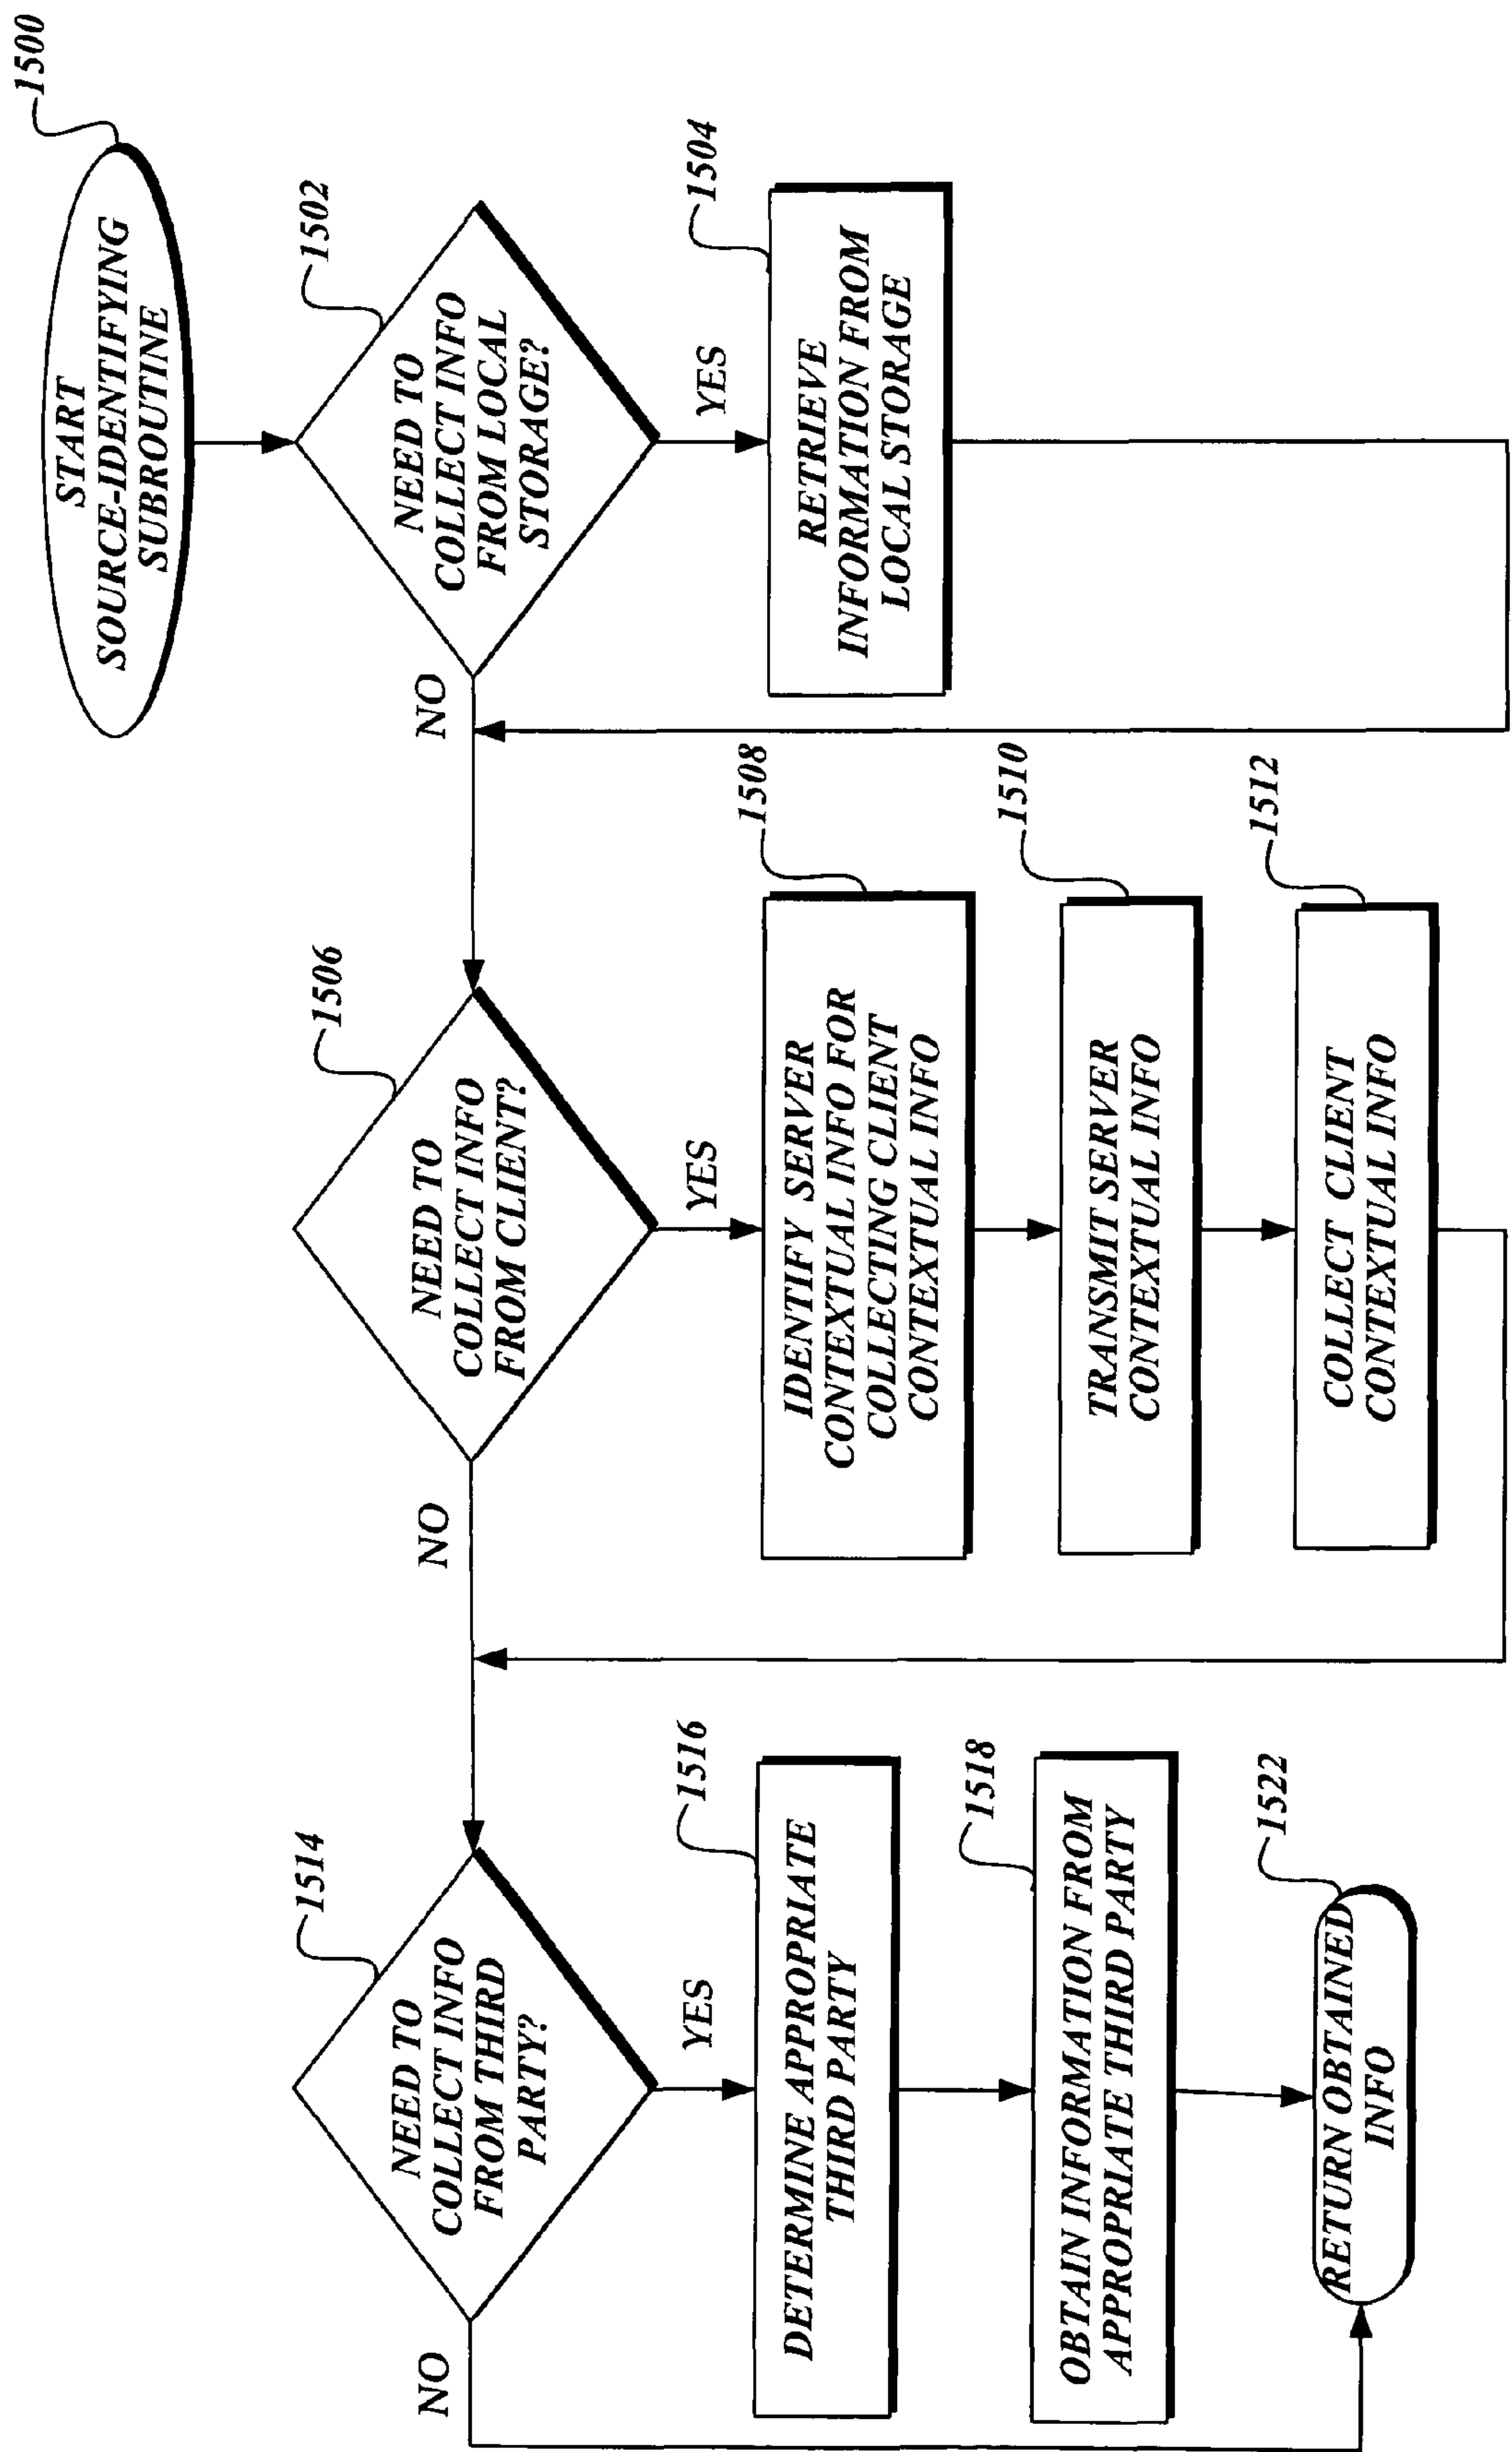 1500
START
SOURCE-IDENTIFYING
SUBROUTINE
1502
NEED TO
COLLECT INFO
FROM LOCAL
STORAGE?
YES
NO
1504
RETRIEVE
INFORMATION FROM
LOCAL STORAGE
1506
NEED TO
COLLECT INFO
FROM CLIENT?
YES
NO
1508
IDENTIFY SERVER
CONTEXTUAL INFO FOR
COLLECTING CLIENT
CONTEXTUAL INFO
1510
TRANSMIT SERVER
CONTEXTUAL INFO
1512
COLLECT CLIENT
CONTEXTUAL INFO
1514
NEED TO
COLLECT INFO
FROM THIRD
PARTY?
YES
NO
1516
DETERMINE APPROPRIATE
THIRD PARTY
1518
OBTAIN INFORMATION FROM
APPROPRIATE THIRD PARTY
1522
RETURN OBTAINED
INFO